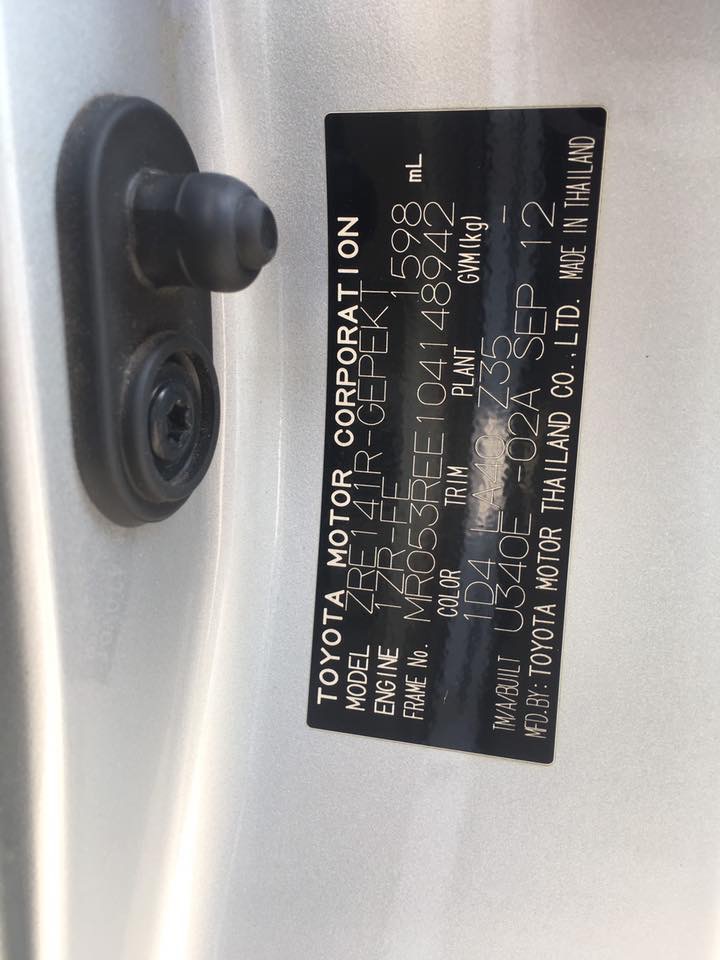 TOYOTA MOTOR CORPORATION
MODEL ZRE141R-GEPEKT
ENGINE 1ZR-FE 1598 mL
FRAME No. MR053REE104148942
COLOR TRIM PLANT GVM(kg)
1D4 LA40 Z35 -
TM/A/BUILT U340E -02A SEP 12
MFD.BY: TOYOTA MOTOR THAILAND CO.,LTD. MADE IN THAILAND